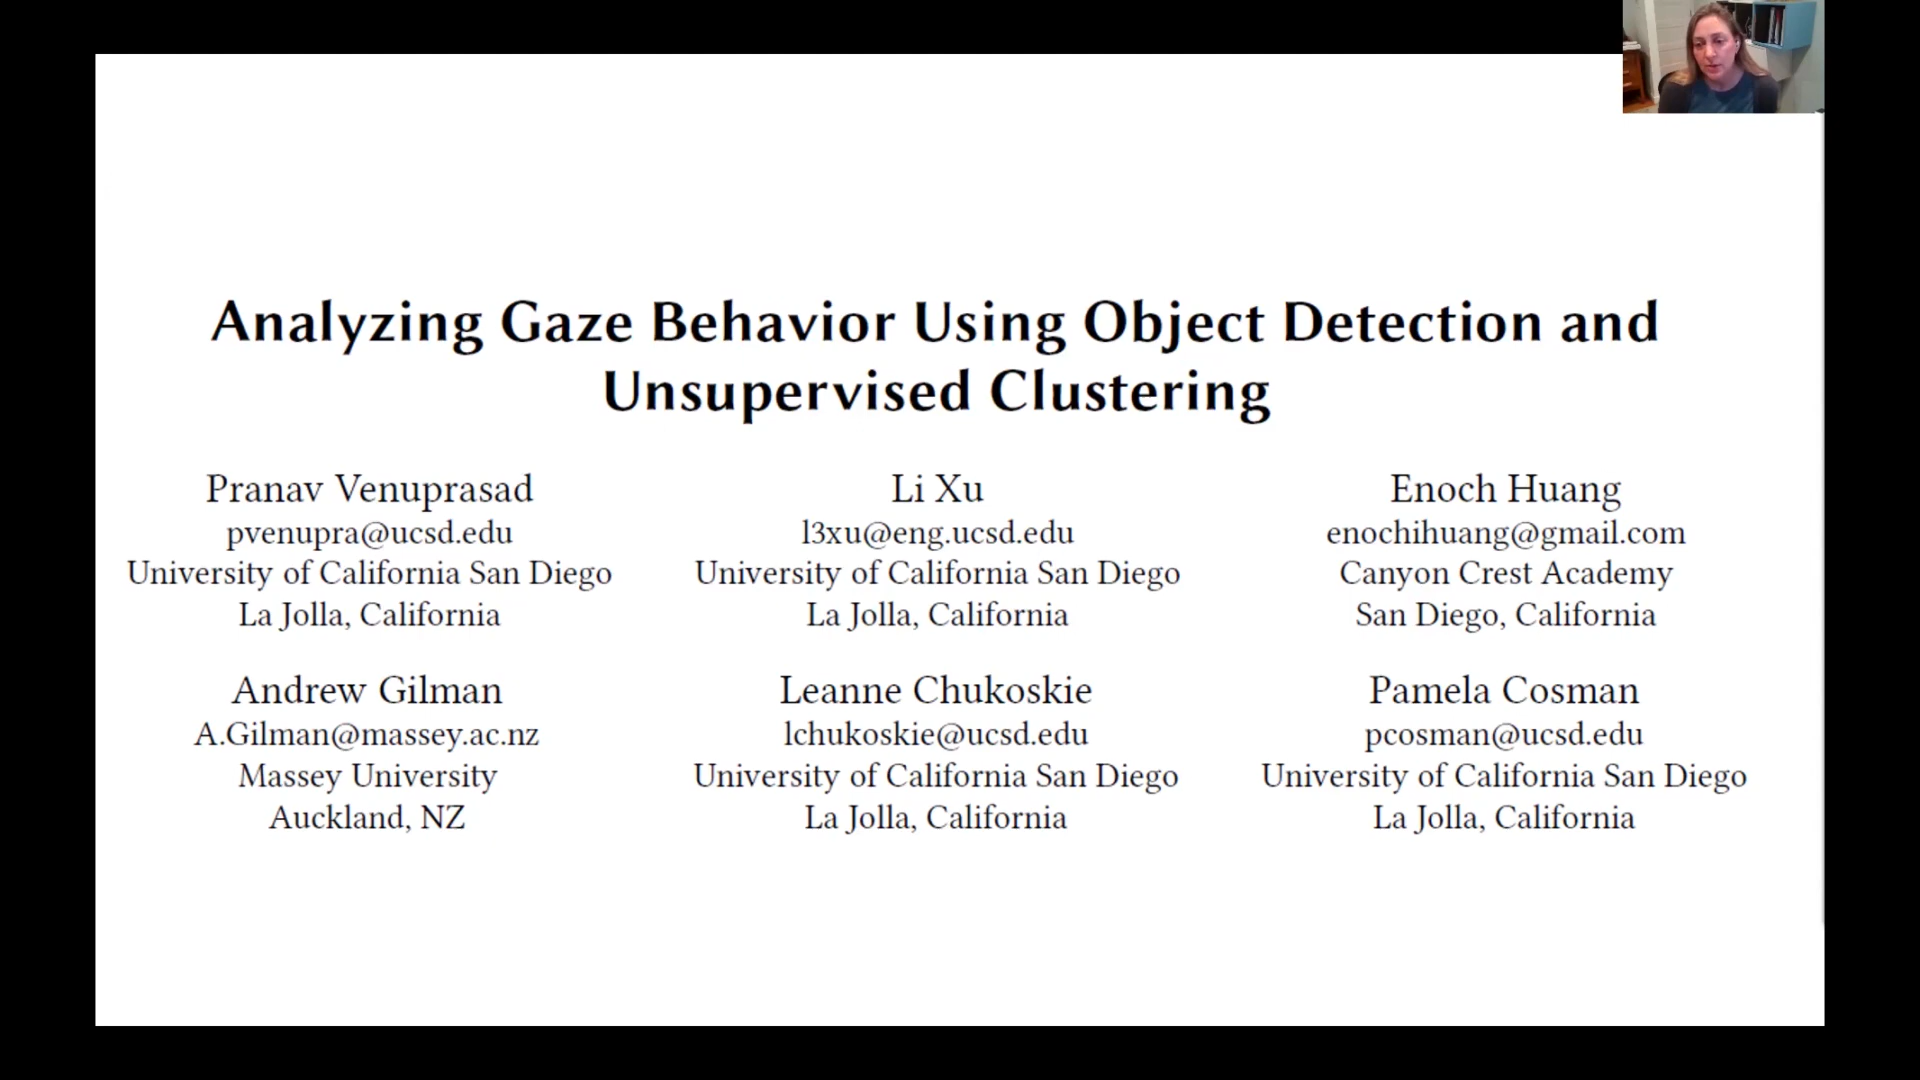 Analyzing Gaze Behavior Using Object Detection and
Unsupervised Clustering
Pranav Venuprasad
pvenupra@ucsd.edu
University of California San Diego
La Jolla, California
Li Xu
l3xu@eng.ucsd.edu
University of California San Diego
La Jolla, California
Enoch Huang
enochihuang@gmail.com
Canyon Crest Academy
San Diego, California
Andrew Gilman
A.Gilman@massey.ac.nz
Massey University
Auckland, NZ
Leanne Chukoskie
lchukoskie@ucsd.edu
University of California San Diego
La Jolla, California
Pamela Cosman
pcosman@ucsd.edu
University of California San Diego
La Jolla, California